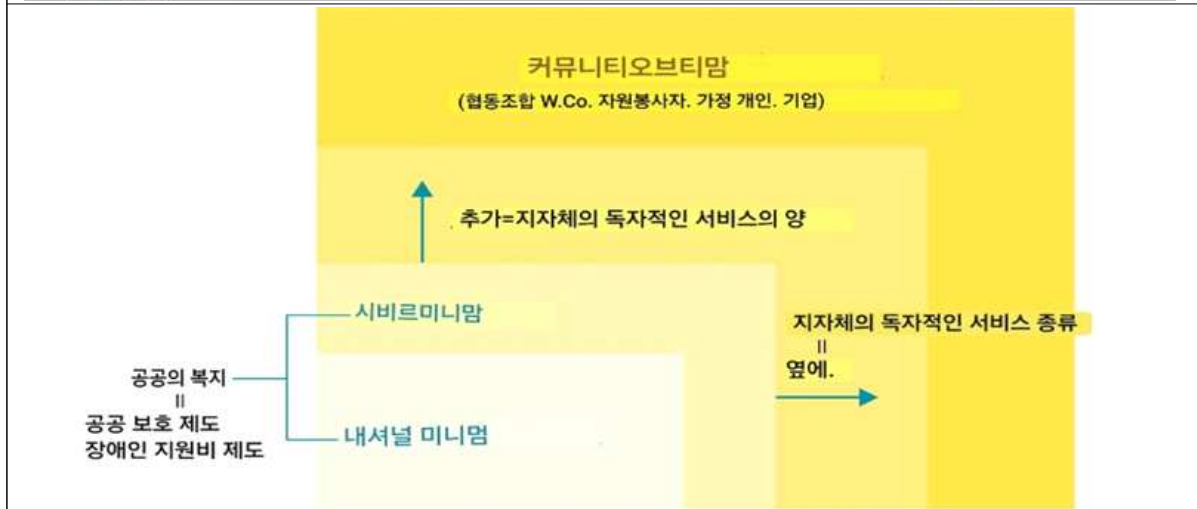 커뮤니티오브티맘
(협동조합 W.Co. 자원봉사자. 가정 개인. 기업)
추가=지자체의 독자적인 서비스의 양
시비르미니맘
지자체의 독자적인 서비스 종류
=
옆에.
공공의 복지
=
공공 보호 제도
장애인 지원비 제도
내셔널 미니멈